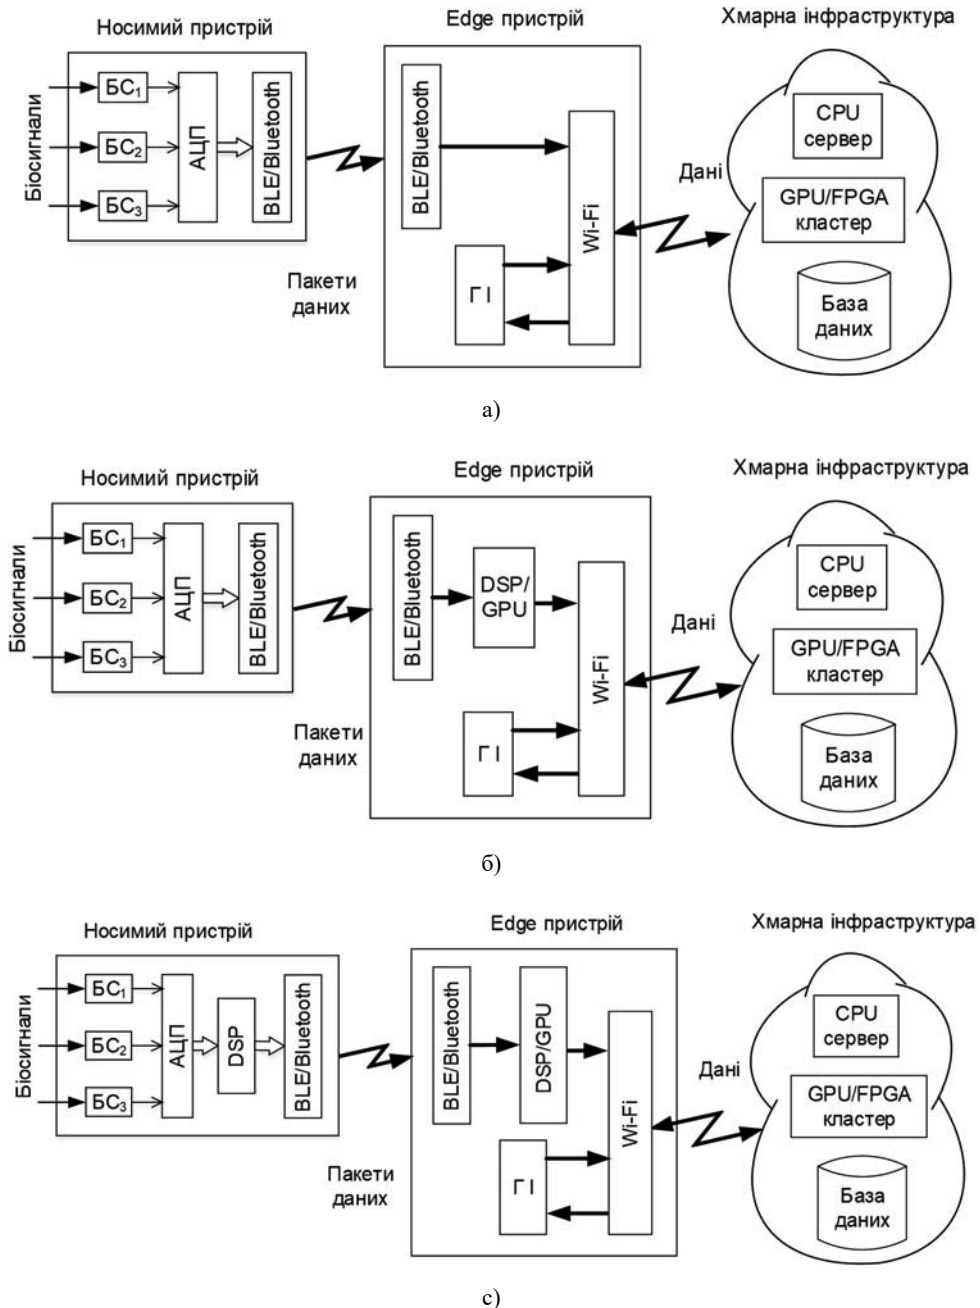 Носимий пристрій
Edge пристрій
Хмарна інфраструктура
Біосигнали
БС1
БС2
БС3
АЦП
BLE/Bluetooth
Пакети
даних
BLE/Bluetooth
Г І
Wi-Fi
Дані
CPU
сервер
GPU/FPGA
кластер
База
даних
а)
Носимий пристрій
Edge пристрій
Хмарна інфраструктура
Біосигнали
БС1
БС2
БС3
АЦП
BLE/Bluetooth
Пакети
даних
BLE/Bluetooth
DSP/
GPU
Г І
Wi-Fi
Дані
CPU
сервер
GPU/FPGA
кластер
База
даних
б)
Носимий пристрій
Edge пристрій
Хмарна інфраструктура
Біосигнали
БС1
БС2
БС3
АЦП
DSP
BLE/Bluetooth
Пакети
даних
BLE/Bluetooth
DSP/GPU
Г І
Wi-Fi
Дані
CPU
сервер
GPU/FPGA
кластер
База
даних
с)